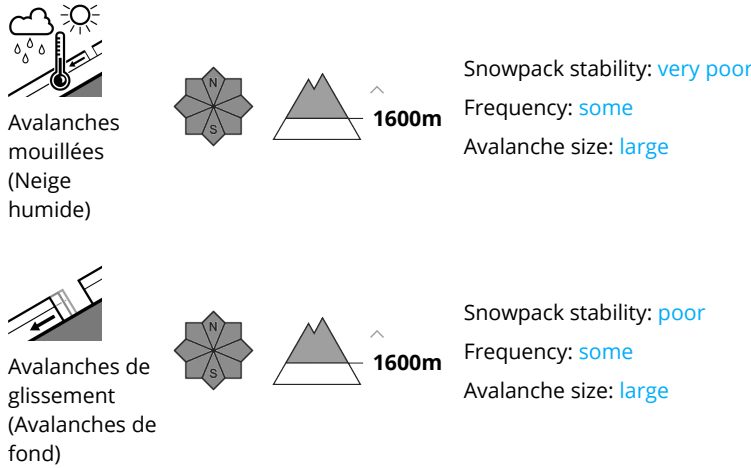 Avalanches
mouillées
(Neige
humide)
N
S
1600m
Snowpack stability: very poor
Frequency: some
Avalanche size: large
Avalanches de
glissement
(Avalanches de
fond)
N
S
1600m
Snowpack stability: poor
Frequency: some
Avalanche size: large